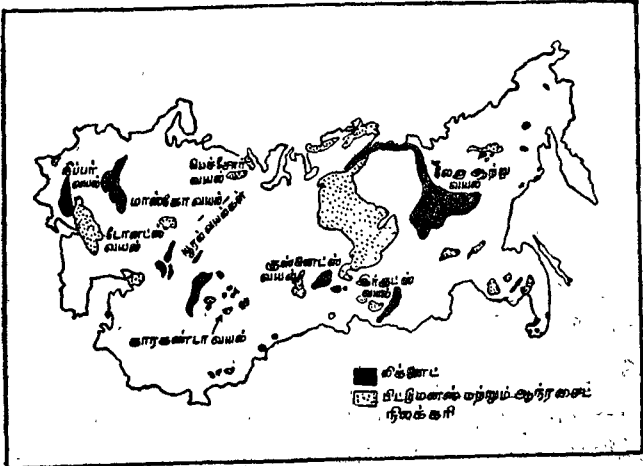 நிப்பர்
வயல்
பெச்சோரா
வயல்
லேனா ஆற்று
வயல்
மாஸ்கோ வயல்
யூரல் வயல்கள்
டோனட்ஸ்
வயல்
குஸ்னெட்ஸ்
வயல்
இர்குட்ஸ்
வயல்
காரகண்டா வயல்
லிக்னைட்
பிட்டுமனஸ் மற்றும் ஆந்ரசைட்
நிலக்கரி